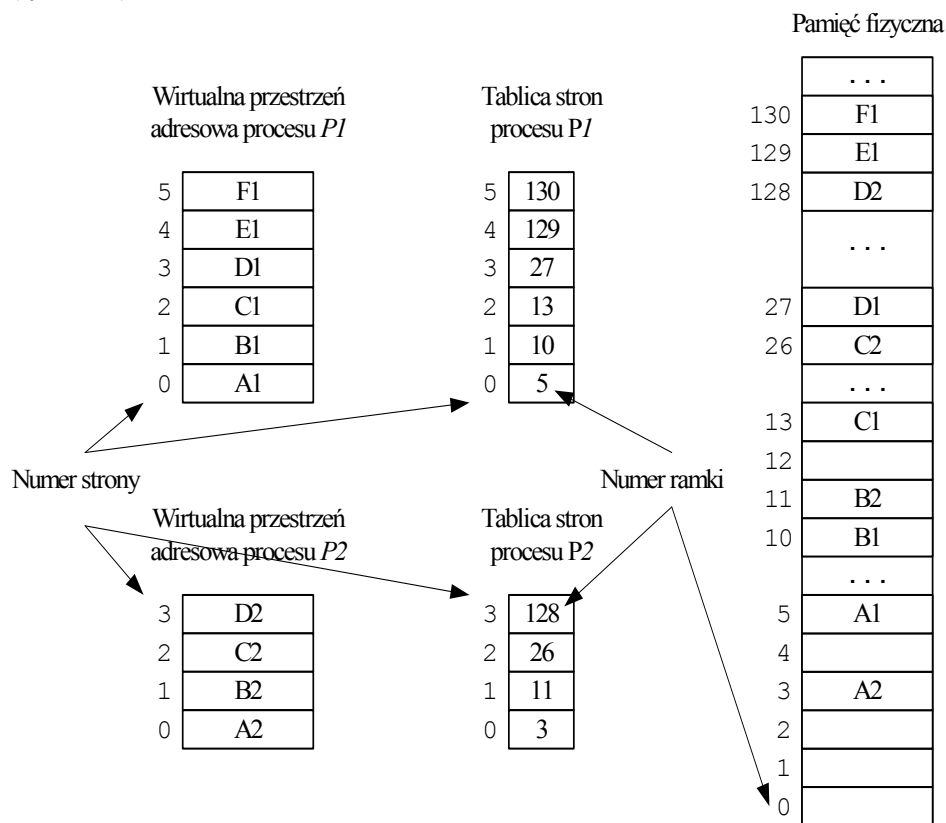 Pamięć fizyczna
. . .
130 F1
129 E1
128 D2
. . .
27 D1
26 C2
. . .
13 C1
12
11 B2
10 B1
. . .
5 A1
4
3 A2
2
1
0
Wirtualna przestrzeń
adresowa procesu P1
5 F1
4 E1
3 D1
2 C1
1 B1
0 A1
Tablica stron
procesu P1
5 130
4 129
3 27
2 13
1 10
0 5
Numer strony
Numer ramki
Wirtualna przestrzeń
adresowa procesu P2
3 D2
2 C2
1 B2
0 A2
Tablica stron
procesu P2
3 128
2 26
1 11
0 3